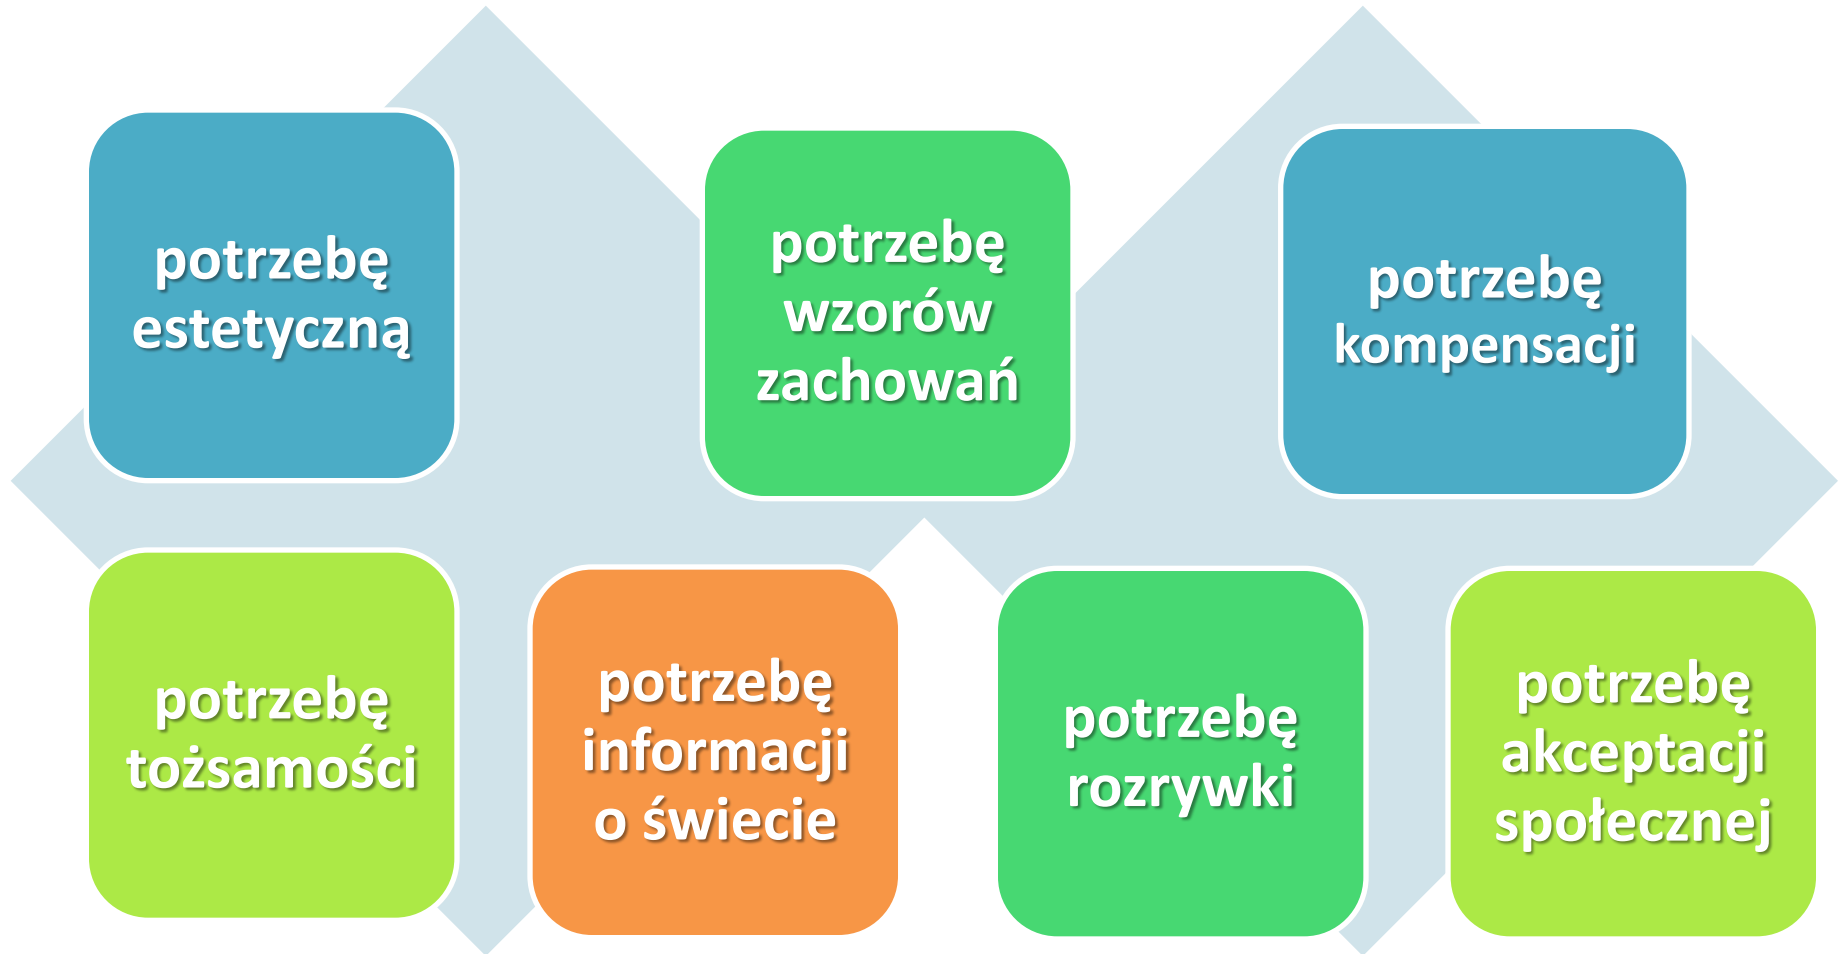 potrzebę
estetyczną
potrzebę
wzorów
zachowań
potrzebę
kompensacji
potrzebę
tożsamości
potrzebę
informacji
o świecie
potrzebę
rozrywki
potrzebę
akceptacji
społecznej